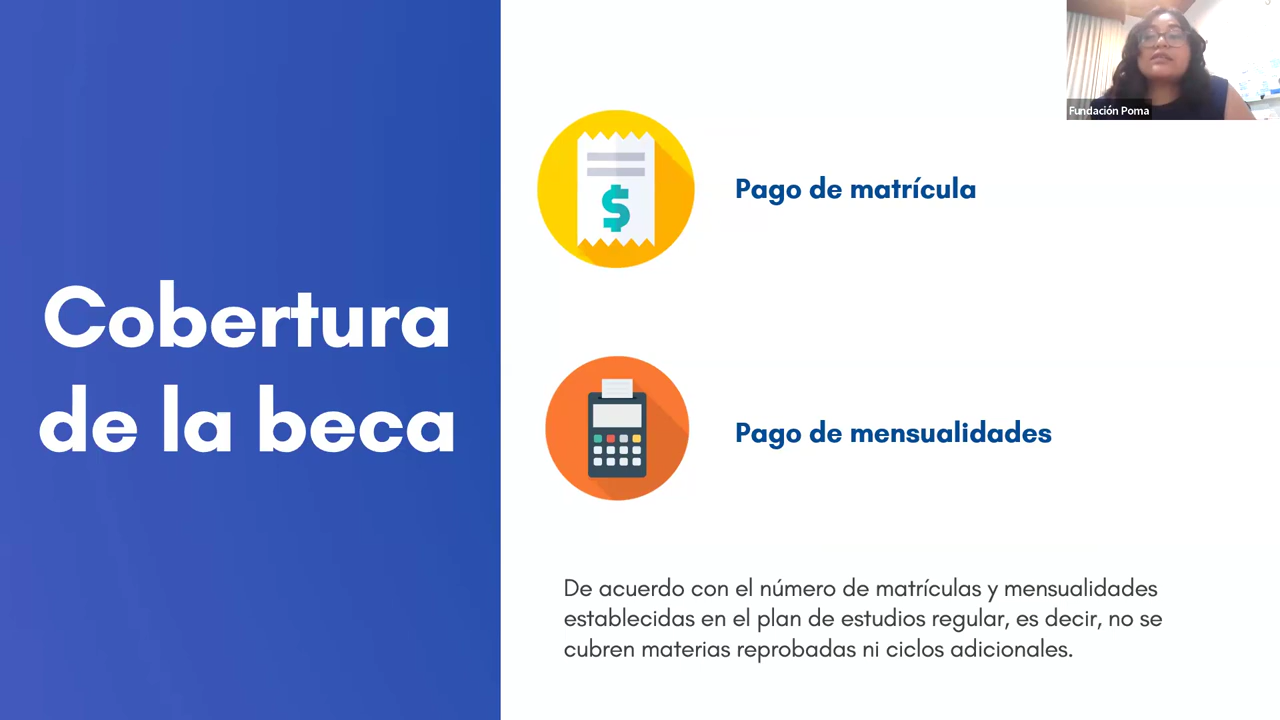 Fundación Poma
Pago de matrícula
Cobertura
de la beca
Pago de mensualidades
De acuerdo con el número de matrículas y mensualidades
establecidas en el plan de estudios regular, es decir, no se
cubren materias reprobadas ni ciclos adicionales.